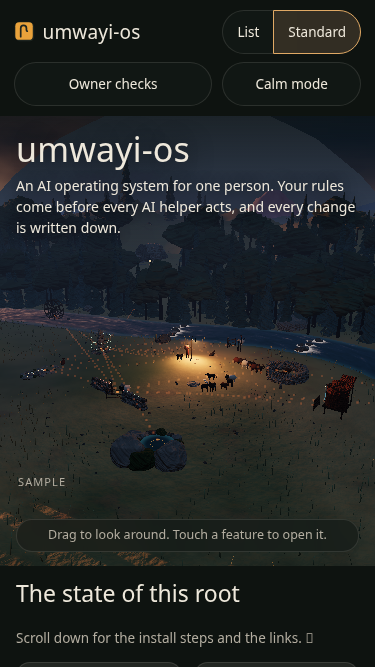 umwayi-os
List
Standard
Owner checks
Calm mode
umwayi-os
An AI operating system for one person. Your rules
come before every AI helper acts, and every change
is written down.
SAMPLE
Drag to look around. Touch a feature to open it.
The state of this root
Scroll down for the install steps and the links.